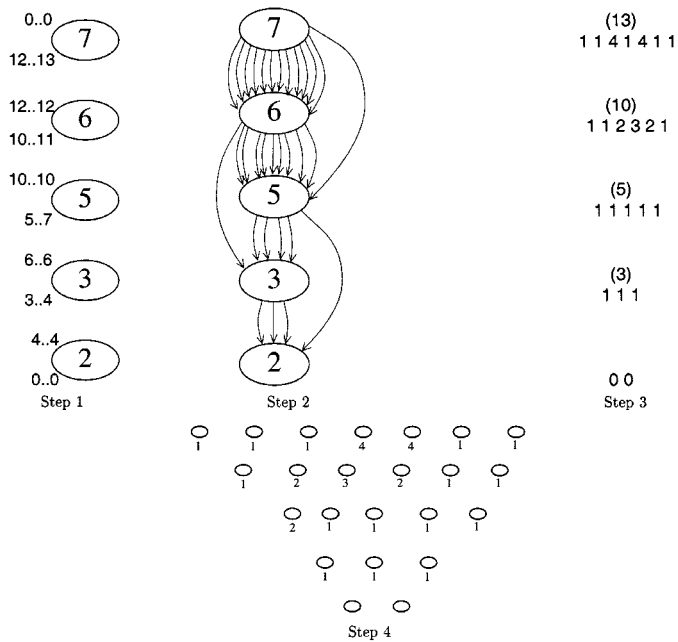 0..0
7
12..13
12..12
6
10..11
10..10
5
5..7
6..6
3
3..4
4..4
2
0..0
Step 1
7
6
5
3
2
Step 2
(13)
1 1 4 1 4 1 1
(10)
1 1 2 3 2 1
(5)
1 1 1 1 1
(3)
1 1 1
0 0
Step 3
1 1 1 4 4 1 1
1 2 3 2 1 1
2 1 1 1 1
1 1 1
Step 4